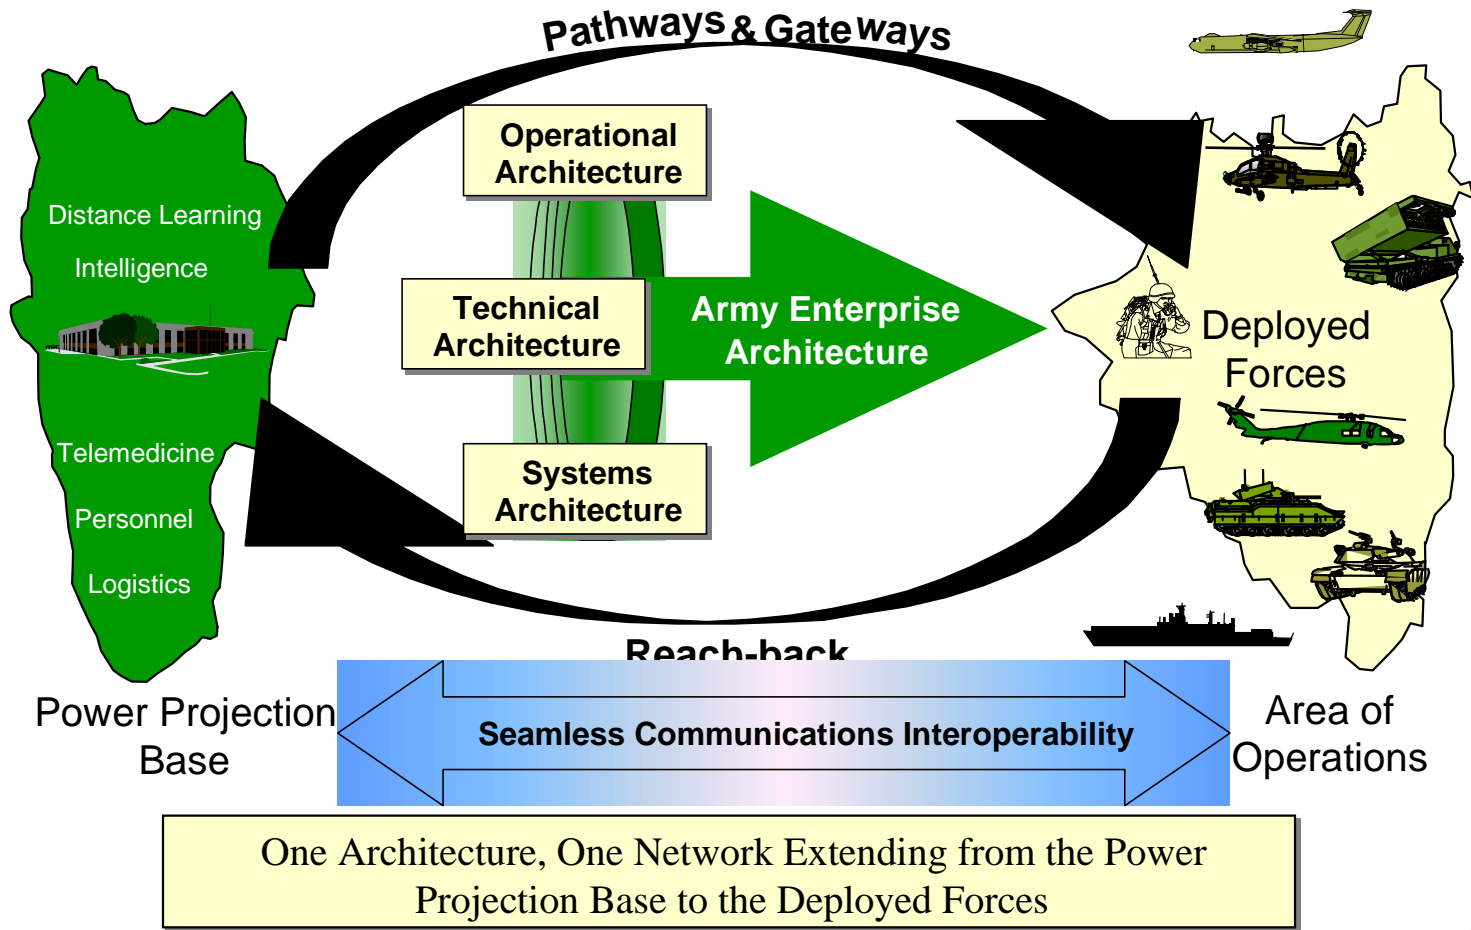 Pathways & Gateways
Operational
Architecture
Distance Learning
Intelligence
Technical
Architecture
Army Enterprise
Architecture
Deployed
Forces
Telemedicine
Personnel
Logistics
Systems
Architecture
Reach-back
Power Projection
Base
Seamless Communications Interoperability
Area of
Operations
One Architecture, One Network Extending from the Power
Projection Base to the Deployed Forces